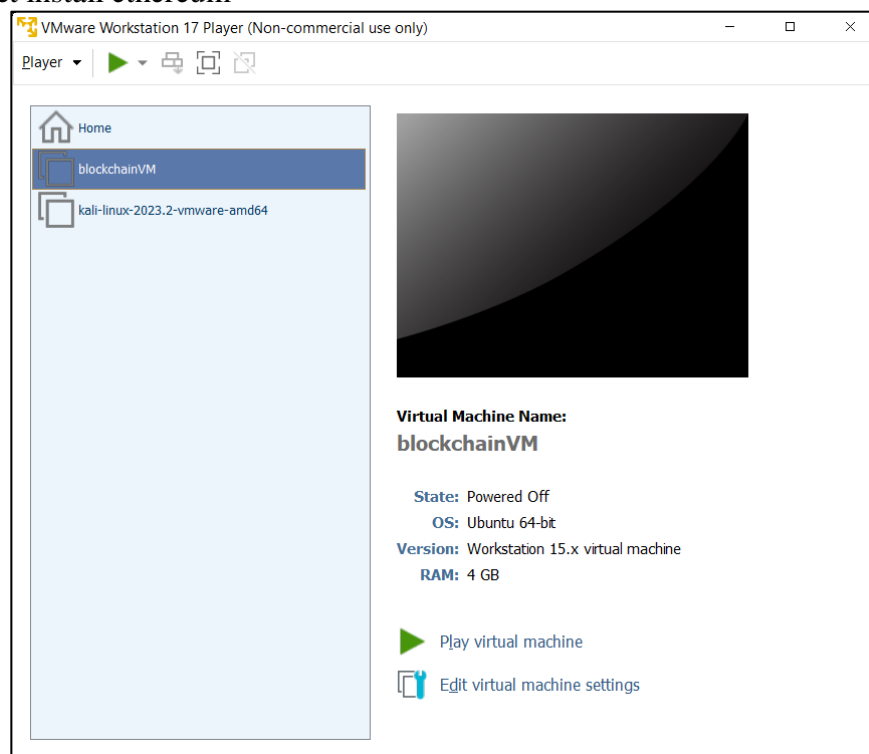 install ethereum
VMware Workstation 17 Player (Non-commercial use only)
Player
Home
blockchainVM
kali-linux-2023.2-vmware-amd64
Virtual Machine Name:
blockchainVM
State: Powered Off
OS: Ubuntu 64-bit
Version: Workstation 15.x virtual machine
RAM: 4 GB
Play virtual machine
Edit virtual machine settings